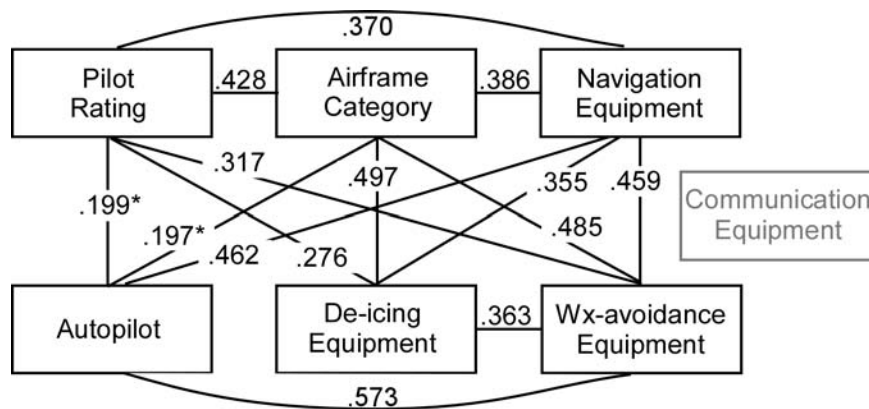 .370
Pilot
Rating
.428
Airframe
Category
.386
Navigation
Equipment
.317
.497
.355
.459
.199*
.197*
.462
.276
.485
Communication
Equipment
Autopilot
De-icing
Equipment
.363
Wx-avoidance
Equipment
.573